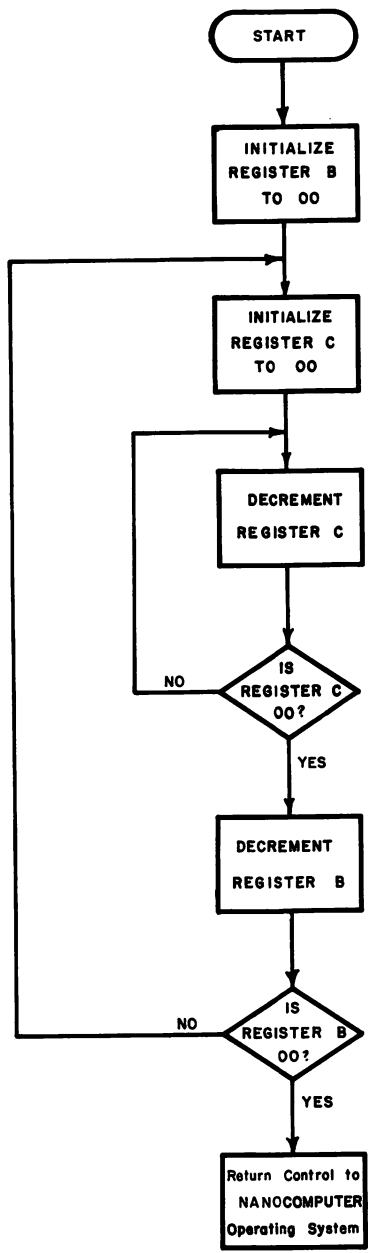 START
INITIALIZE
REGISTER B
TO 00
INITIALIZE
REGISTER C
TO 00
DECREMENT
REGISTER C
IS
REGISTER C
00?
NO
YES
DECREMENT
REGISTER B
IS
REGISTER B
00?
NO
YES
Return Control to
NANOCOMPUTER
Operating System